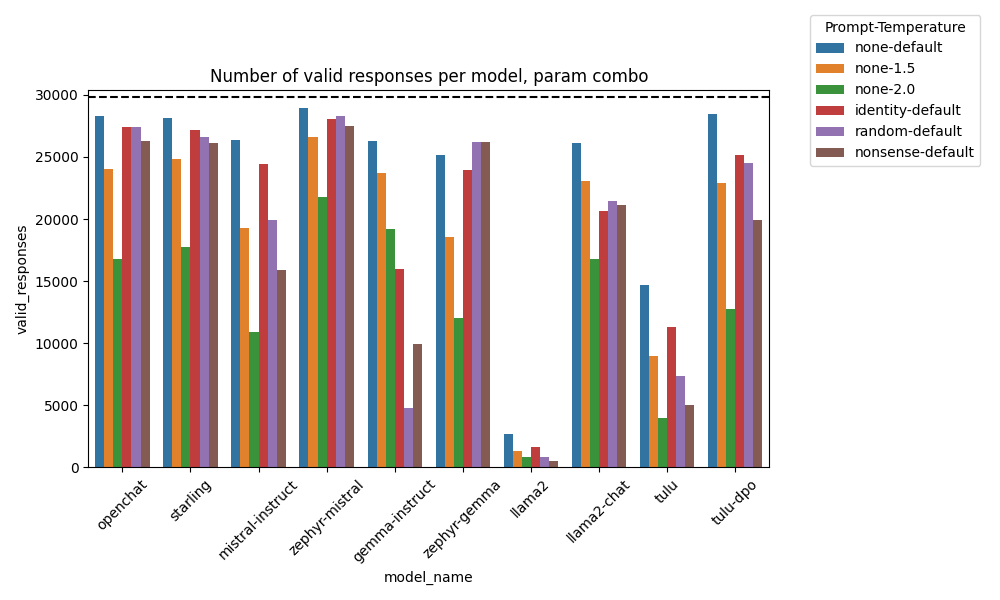 Prompt-Temperature
none-default
none-1.5
none-2.0
identity-default
random-default
nonsense-default
Number of valid responses per model, param combo
30000
25000
20000
15000
10000
5000
0
valid_responses
openchat
starling
mistral-instruct
zephyr-mistral
gemma-instruct
zephyr-gemma
llama2
llama2-chat
tulu
tulu-dpo
model_name